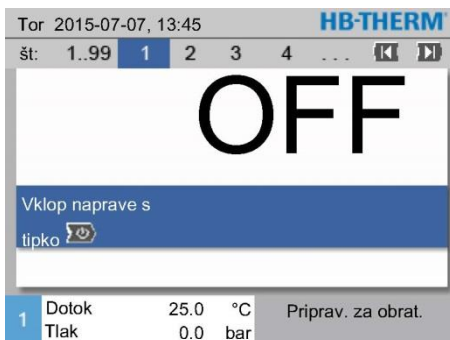 Tor 2015-07-07, 13:45 HB-THERM
št: 1..99 1 2 3 4 ...
OFF
Vklop naprave s
tipko
1 Dotok 25.0 °C Priprav. za obrat.
Tlak 0.0 bar